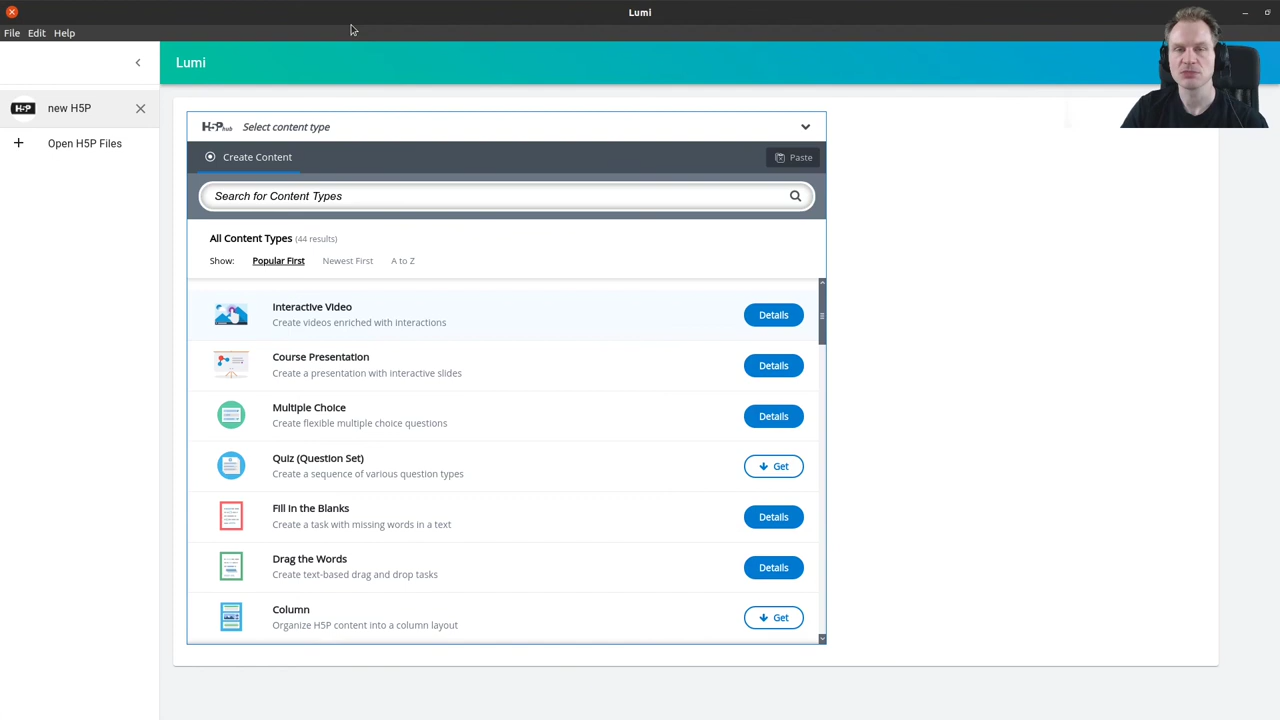 Lumi
File Edit Help
Lumi
H5P new H5P
Open H5P Files
H5Phub Select content type
Create Content
Paste
Search for Content Types
All Content Types (44 results)
Show: Popular First Newest First A to Z
Interactive Video
Create videos enriched with interactions
Details
Course Presentation
Create a presentation with interactive slides
Details
Multiple Choice
Create flexible multiple choice questions
Details
Quiz (Question Set)
Create a sequence of various question types
Get
Fill in the Blanks
Create a task with missing words in a text
Details
Drag the Words
Create text-based drag and drop tasks
Details
Column
Organize H5P content into a column layout
Get